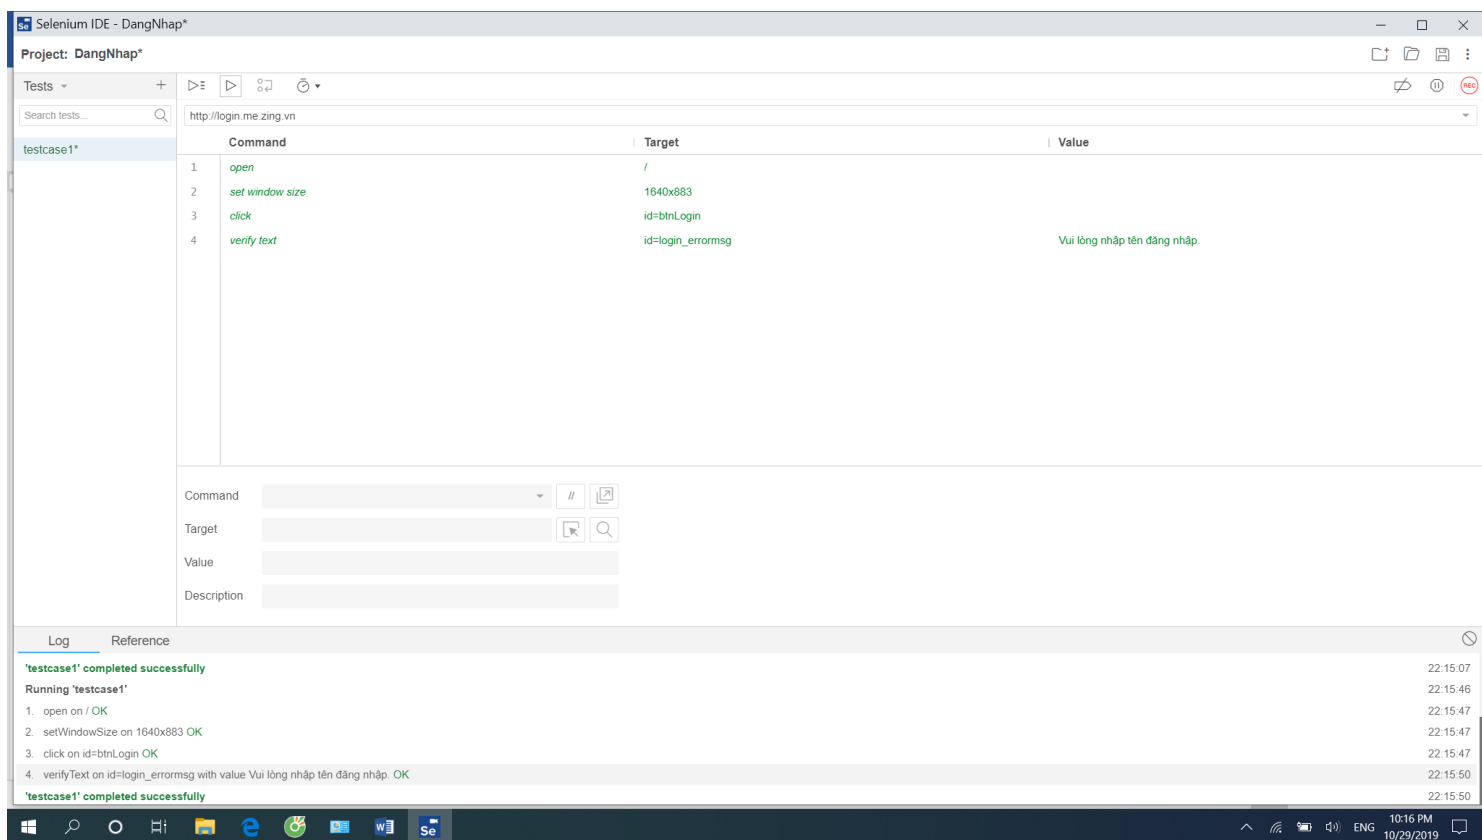 Selenium IDE - DangNhap*
Project: DangNhap*
Tests
Search tests...
testcase1*
REC
http://login.me.zing.vn
Command Target Value
1 open /
2 set window size 1640x883
3 click id=btnLogin
4 verify text id=login_errormsg Vui lòng nhập tên đăng nhập.
Command //
Target
Value
Description
Log Reference
'testcase1' completed successfully 22:15:07
Running 'testcase1' 22:15:46
1. open on / OK 22:15:47
2. setWindowSize on 1640x883 OK 22:15:47
3. click on id=btnLogin OK 22:15:47
4. verifyText on id=login_errormsg with value Vui lòng nhập tên đăng nhập. OK 22:15:50
'testcase1' completed successfully 22:15:50
Se
ENG 10:16 PM
10/29/2019